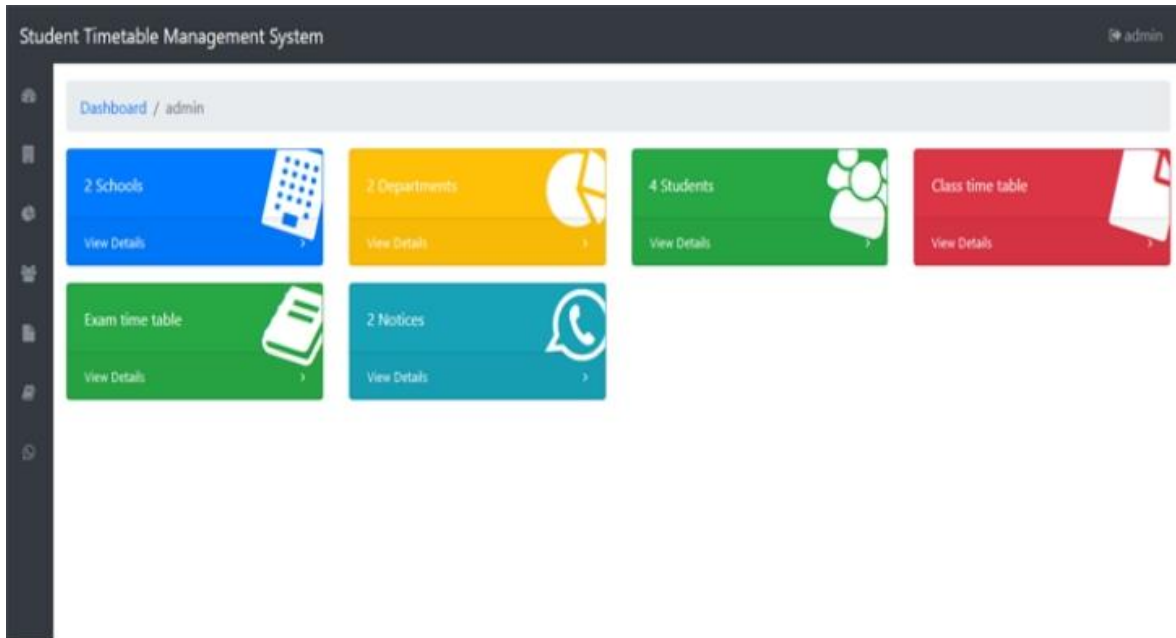 Student Timetable Management System
admin
Dashboard / admin
2 Schools
View Details
2 Departments
View Details
4 Students
View Details
Class time table
View Details
Exam time table
View Details
2 Notices
View Details